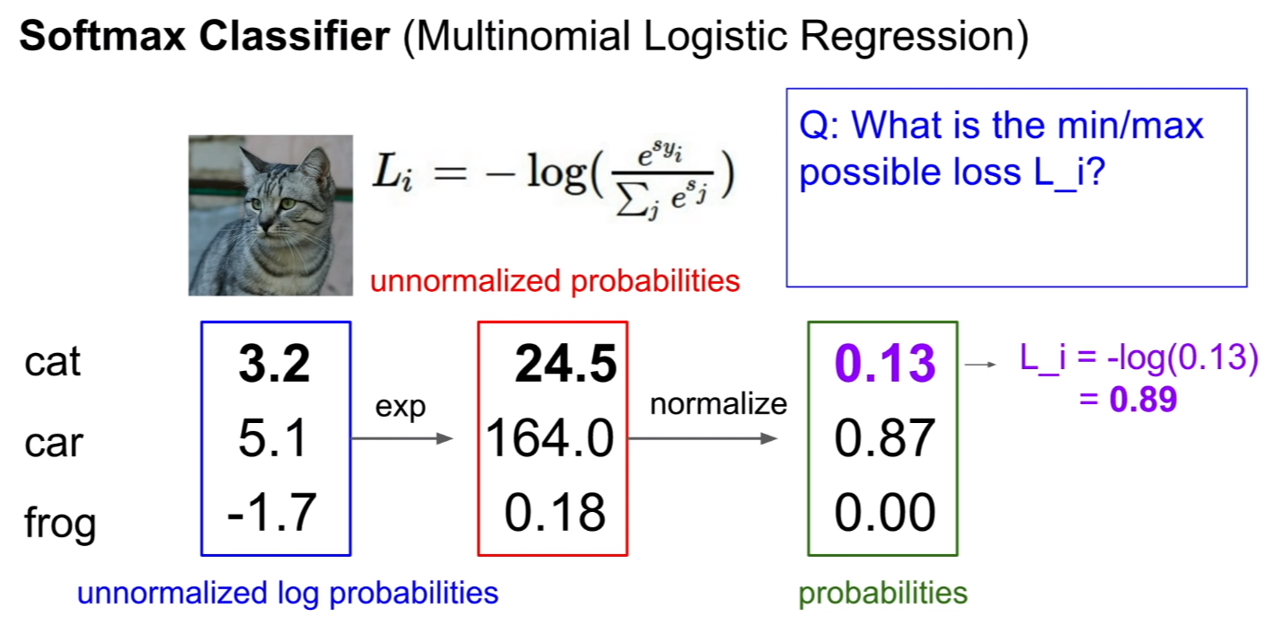 Softmax Classifier (Multinomial Logistic Regression)
L_i = − log( e^{s_{y_i}} / ∑_j e^{s_j} )
Q: What is the min/max
possible loss L_i?
unnormalized probabilities
cat 3.2 24.5 0.13 L_i = -log(0.13)
= 0.89
exp normalize
car 5.1 164.0 0.87
frog -1.7 0.18 0.00
unnormalized log probabilities probabilities